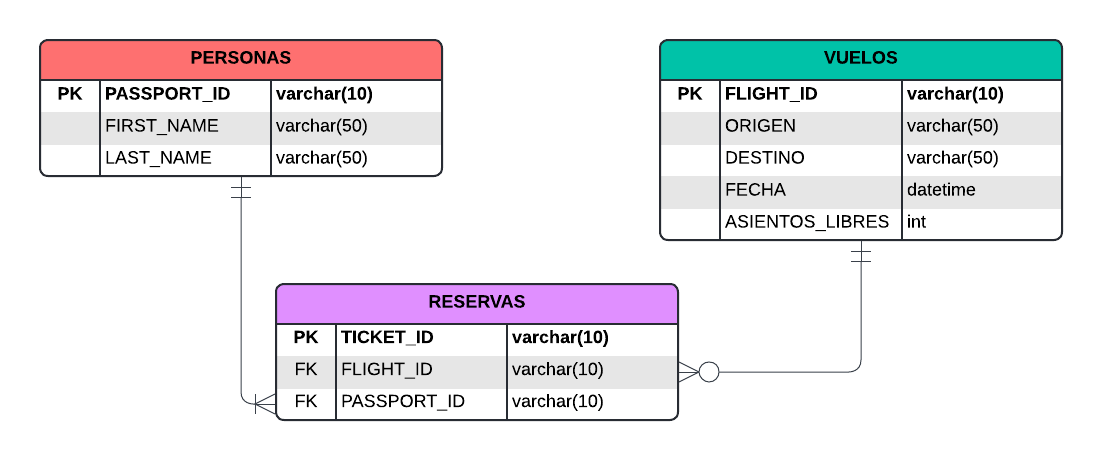 PERSONAS
PK PASSPORT_ID varchar(10)
FIRST_NAME varchar(50)
LAST_NAME varchar(50)
VUELOS
PK FLIGHT_ID varchar(10)
ORIGEN varchar(50)
DESTINO varchar(50)
FECHA datetime
ASIENTOS_LIBRES int
RESERVAS
PK TICKET_ID varchar(10)
FK FLIGHT_ID varchar(10)
FK PASSPORT_ID varchar(10)